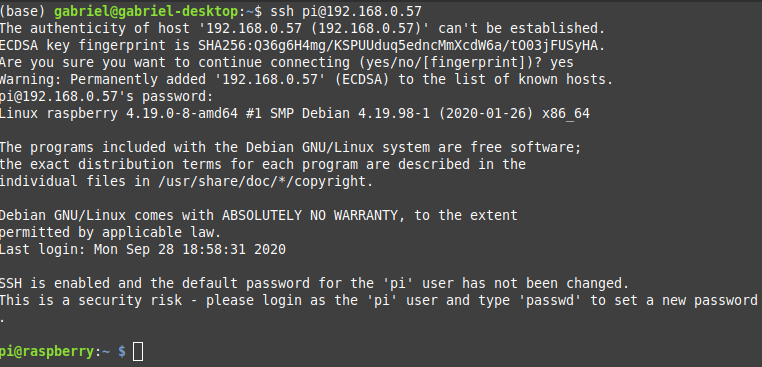 (base) gabriel@gabriel-desktop:~$ ssh pi@192.168.0.57
The authenticity of host '192.168.0.57 (192.168.0.57)' can't be established.
ECDSA key fingerprint is SHA256:Q36g6H4mg/KSPUUduq5edncMmXcdW6a/tO03jFUSyHA.
Are you sure you want to continue connecting (yes/no/[fingerprint])? yes
Warning: Permanently added '192.168.0.57' (ECDSA) to the list of known hosts.
pi@192.168.0.57's password:
Linux raspberry 4.19.0-8-amd64 #1 SMP Debian 4.19.98-1 (2020-01-26) x86_64
The programs included with the Debian GNU/Linux system are free software;
the exact distribution terms for each program are described in the
individual files in /usr/share/doc/*/copyright.
Debian GNU/Linux comes with ABSOLUTELY NO WARRANTY, to the extent
permitted by applicable law.
Last login: Mon Sep 28 18:58:31 2020
SSH is enabled and the default password for the 'pi' user has not been changed.
This is a security risk - please login as the 'pi' user and type 'passwd' to set a new password
.
pi@raspberry:~ $